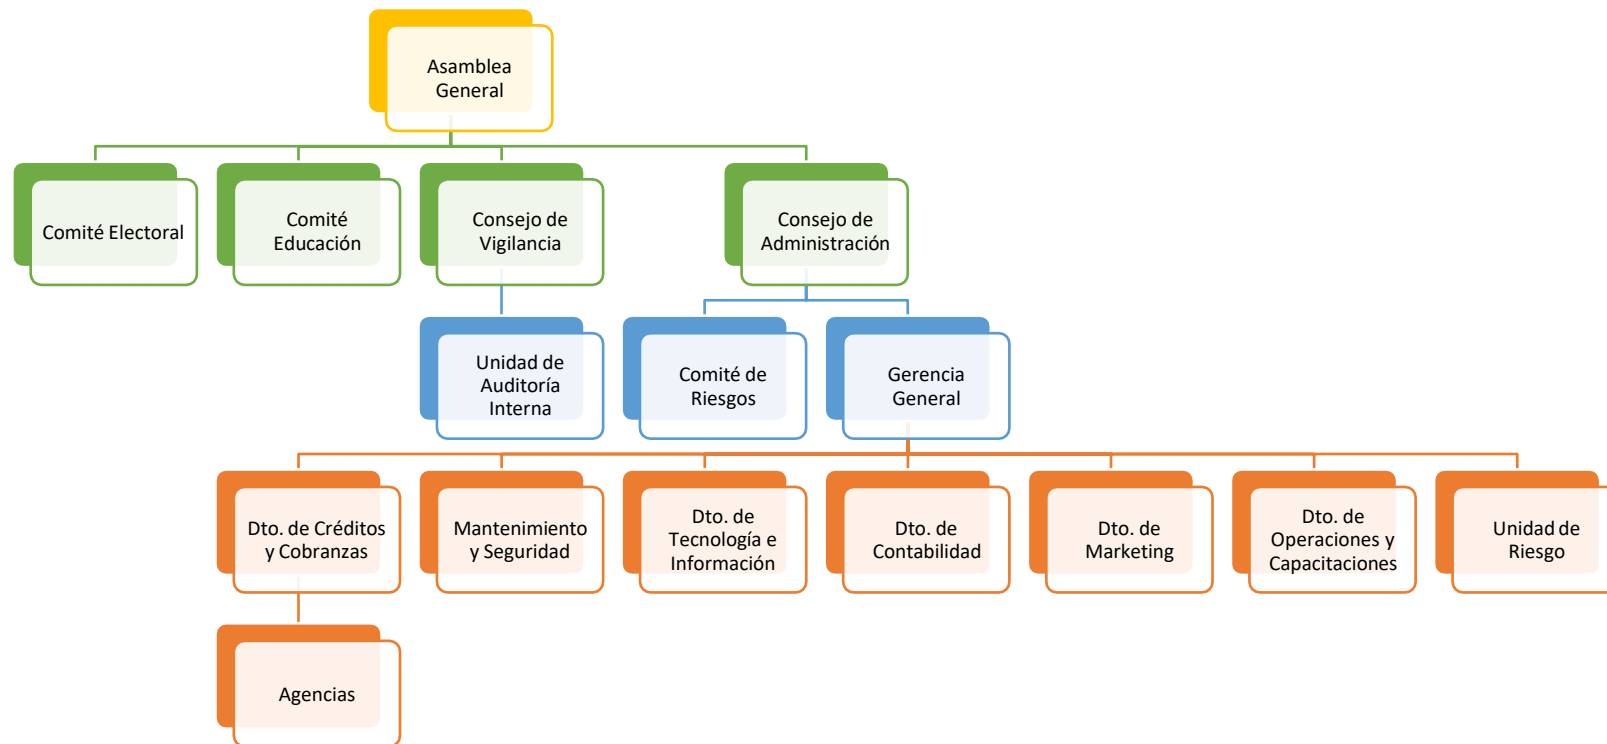 Asamblea
General
Comité Electoral
Comité
Educación
Consejo de
Vigilancia
Consejo de
Administración
Unidad de
Auditoría
Interna
Comité de
Riesgos
Gerencia
General
Dto. de Créditos
y Cobranzas
Mantenimiento
y Seguridad
Dto. de
Tecnología e
Información
Dto. de
Contabilidad
Dto. de
Marketing
Dto. de
Operaciones y
Capacitaciones
Unidad de
Riesgo
Agencias